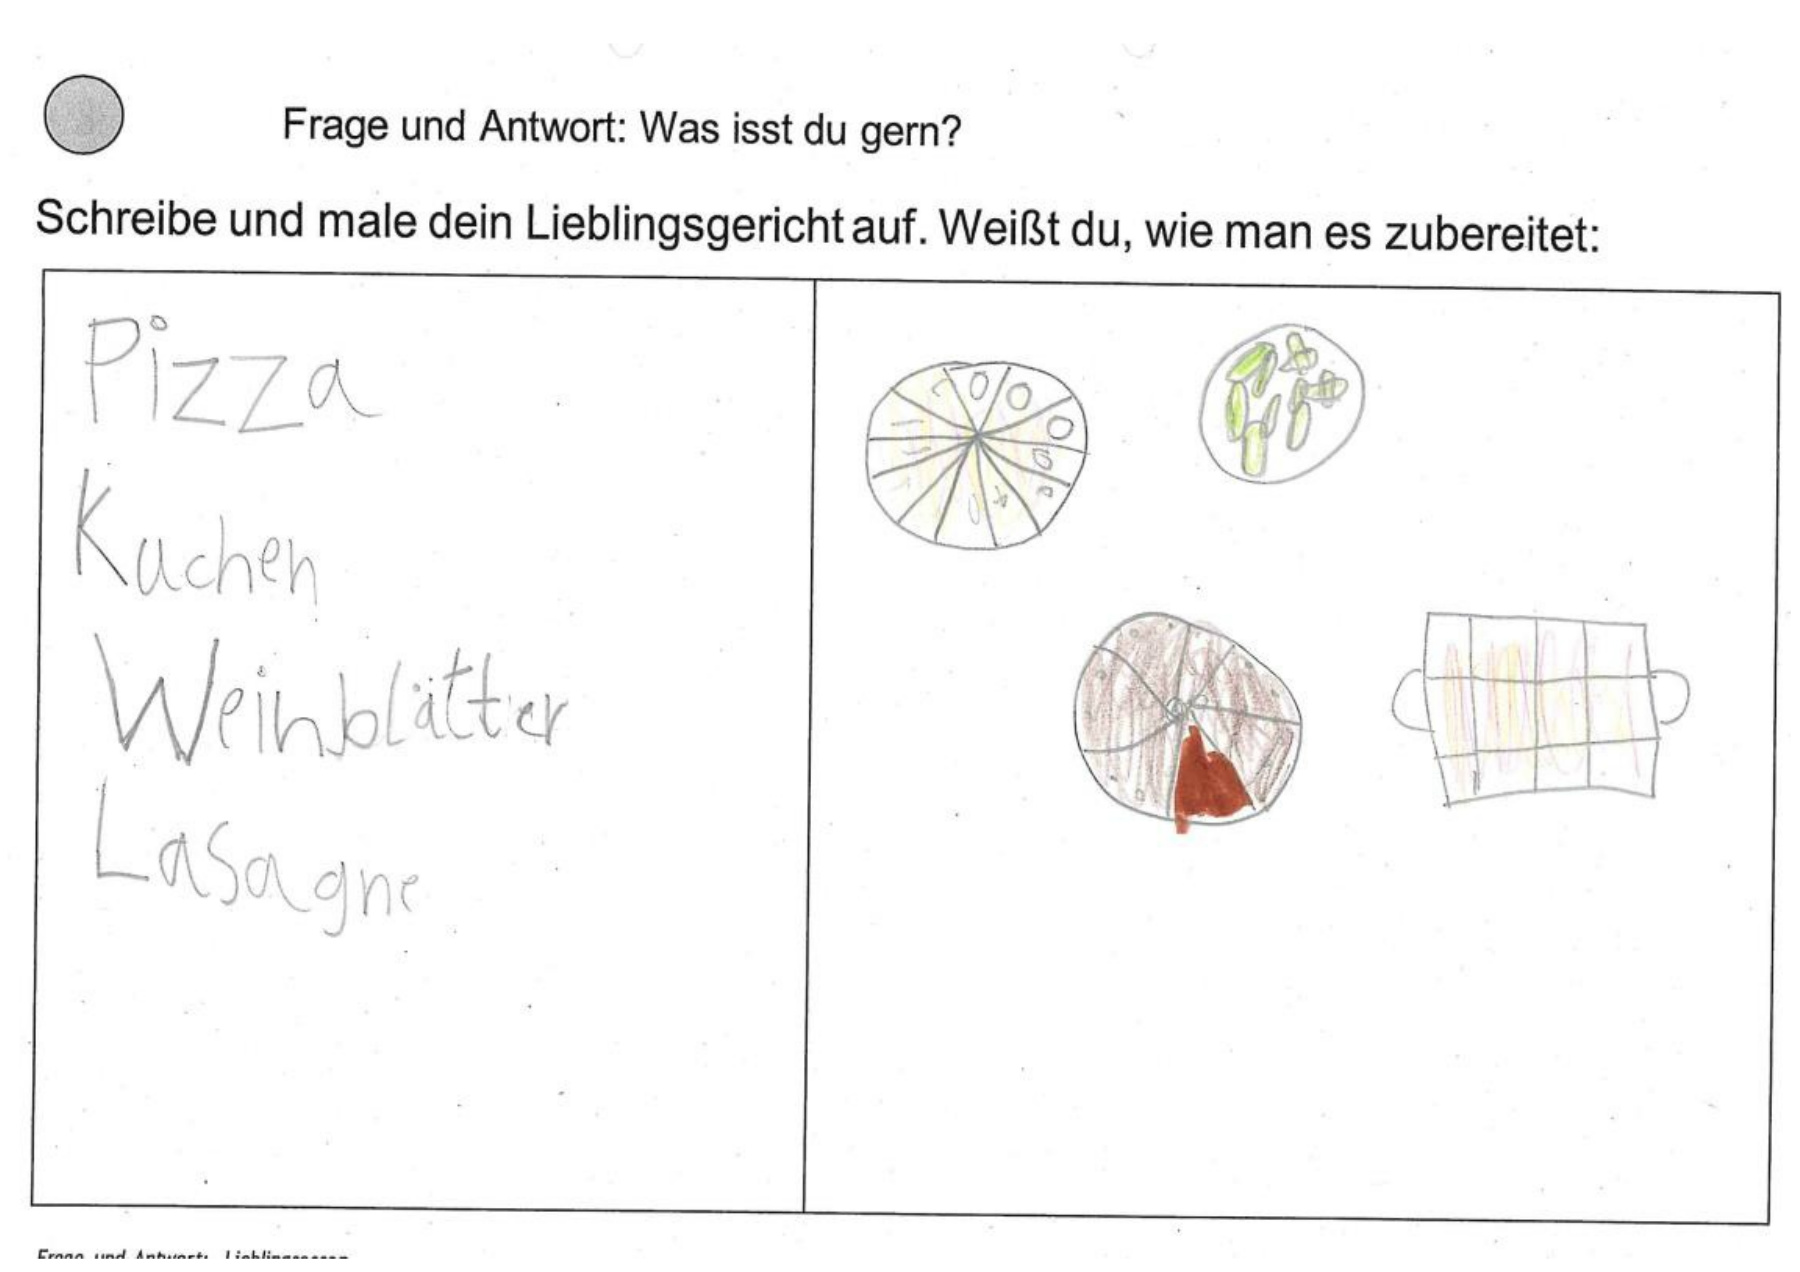 Frage und Antwort: Was isst du gern?
Schreibe und male dein Lieblingsgericht auf. Weißt du, wie man es zubereitet:
Pizza
Kuchen
Weinblätter
Lasagne
Frage und Antwort: Lieblingsessen